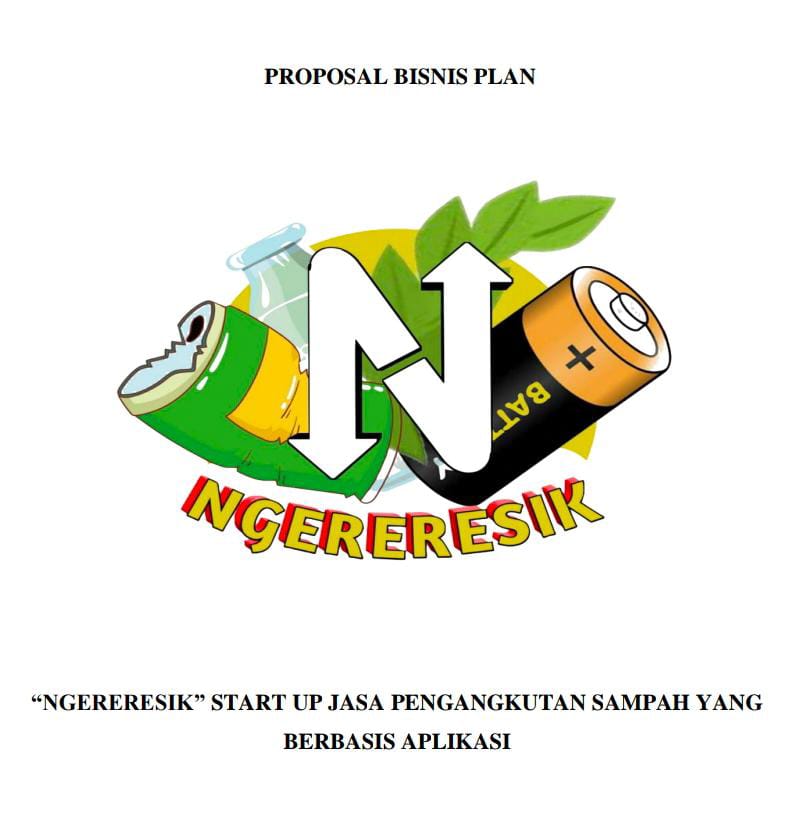 PROPOSAL BISNIS PLAN
N
+
BATT
NGERERESIK
“NGERERESIK” START UP JASA PENGANGKUTAN SAMPAH YANG
BERBASIS APLIKASI